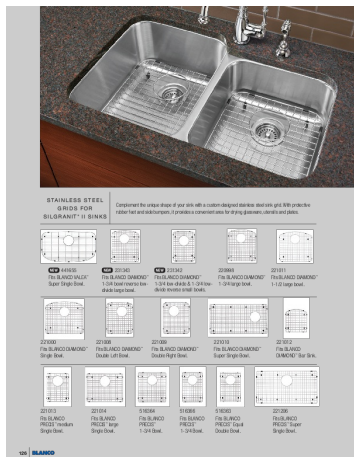 STAINLESS STEEL
GRIDS FOR
SILGRANIT® II SINKS
Complement the unique shape of your sink with a custom designed stainless steel sink grid. With protective
rubber feet and side bumpers, it provides a convenient area for drying glassware, utensils and plates.
NEW
Fits BLANCO VALEA™
Super Single Bowl.
NEW 231343
Fits BLANCO DIAMOND™
1-3/4 bowl reverse low-
divide large bowl.
NEW 231342
Fits BLANCO DIAMOND™
1-3/4 low-divide & 1-3/4 low-
divide reverse small bowls.
Fits BLANCO DIAMOND™
1-3/4 large bowl.
221011
Fits BLANCO DIAMOND™
1-1/2 large bowl.
Fits BLANCO DIAMOND™
Single Bowl.
221008
Fits BLANCO DIAMOND™
Double Left Bowl.
221009
Fits BLANCO DIAMOND™
Double Right Bowl.
221010
Fits BLANCO DIAMOND™
Super Single Bowl.
221012
Fits BLANCO
DIAMOND™ Bar Sink.
221013
Fits BLANCO
PRECIS™ medium
Single Bowl.
221014
Fits BLANCO
PRECIS™ large
Single Bowl.
516364
Fits BLANCO
PRECIS™
1-3/4 Bowl.
Fits BLANCO
PRECIS™
1-3/4 Bowl.
516363
Fits BLANCO
PRECIS™ Equal
Double Bowl.
221206
Fits BLANCO
PRECIS™ Super
Single Bowl.
128 BLANCO